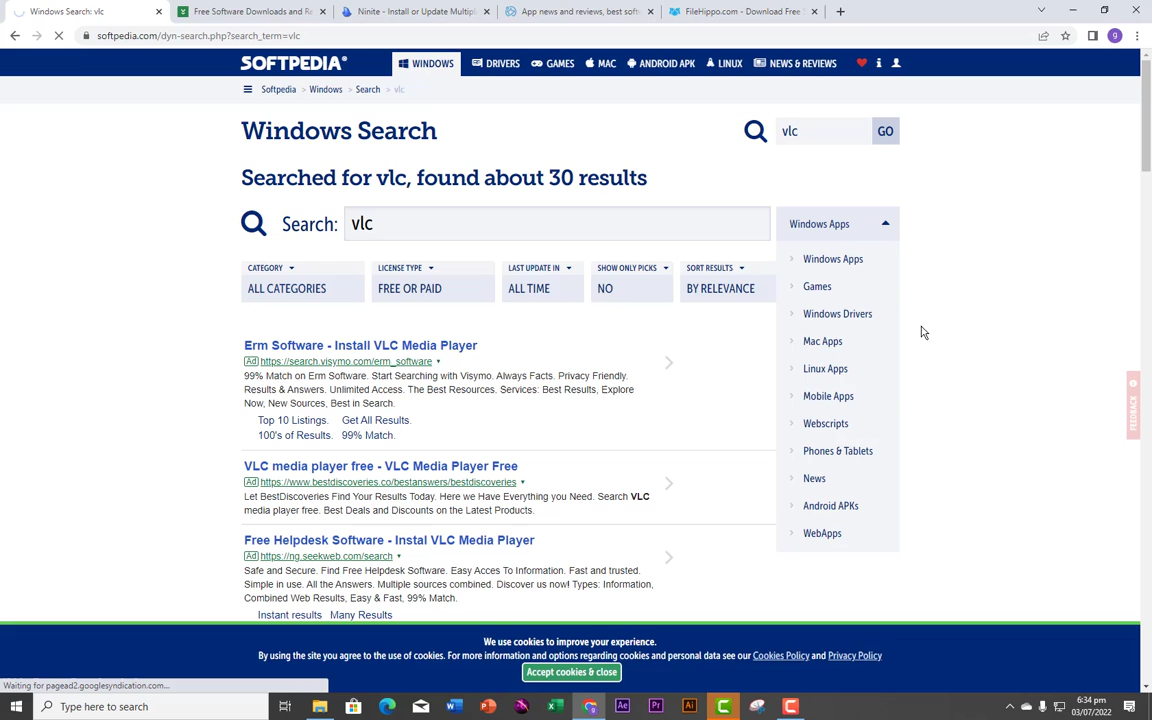 Windows Search: vlc
Free Software Downloads and Re
Ninite - Install or Update Multipl
App news and reviews, best soft
FileHippo.com - Download Free S
softpedia.com/dyn-search.php?search_term=vlc
g
SOFTPEDIA®
WINDOWS
DRIVERS
GAMES
MAC
ANDROID APK
LINUX
NEWS & REVIEWS
Softpedia > Windows > Search > vlc
Windows Search
vlc
GO
Searched for vlc, found about 30 results
Search:
vlc
Windows Apps
CATEGORY
ALL CATEGORIES
LICENSE TYPE
FREE OR PAID
LAST UPDATE IN
ALL TIME
SHOW ONLY PICKS
NO
SORT RESULTS
BY RELEVANCE
Windows Apps
Games
Windows Drivers
Mac Apps
Linux Apps
Mobile Apps
Webscripts
Phones & Tablets
News
Android APKs
WebApps
Erm Software - Install VLC Media Player
Ad https://search.visymo.com/erm_software
99% Match on Erm Software. Start Searching with Visymo. Always Facts. Privacy Friendly.
Results & Answers. Unlimited Access. The Best Resources. Services: Best Results, Explore
Now, New Sources, Best in Search.
Top 10 Listings. Get All Results.
100's of Results. 99% Match.
VLC media player free - VLC Media Player Free
Ad https://www.bestdiscoveries.co/bestanswers/bestdiscoveries
Let BestDiscoveries Find Your Results Today. Here we Have Everything you Need. Search VLC
media player free. Best Deals and Discounts on the Latest Products.
Free Helpdesk Software - Instal VLC Media Player
Ad https://ng.seekweb.com/search
Safe and Secure. Find Free Helpdesk Software. Easy Acces To Information. Fast and trusted.
Simple in use. All the Answers. Multiple sources combined. Discover us now! Types: Information,
Combined Web Results, Easy & Fast, 99% Match.
Instant results Many Results
FEEDBACK
We use cookies to improve your experience.
By using the site you agree to the use of cookies. For more information and options regarding cookies and personal data see our Cookies Policy and Privacy Policy
Accept cookies & close
Waiting for pagead2.googlesyndication.com...
Type here to search
Ae
Pr
Ai
6:34 pm
03/07/2022